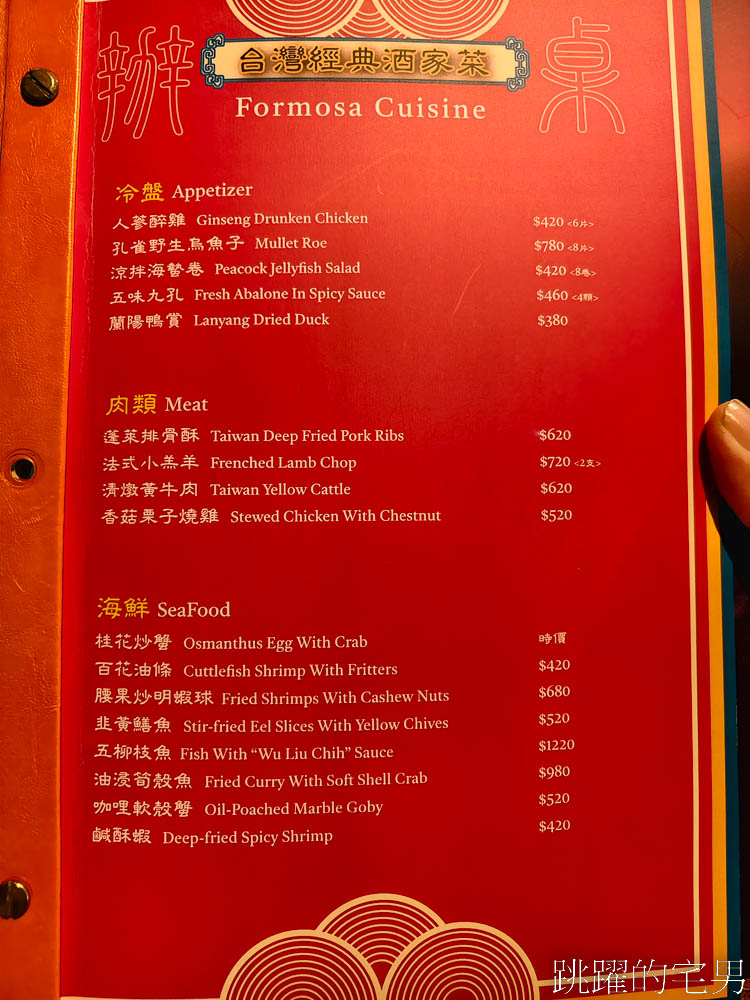 辦
台灣經典酒家菜
桌
Formosa Cuisine
冷盤 Appetizer
人蔘醉雞 Ginseng Drunken Chicken $420 <6片>
孔雀野生烏魚子 Mullet Roe $780 <8片>
涼拌海蜇卷 Peacock Jellyfish Salad $420 <8卷>
五味九孔 Fresh Abalone In Spicy Sauce $460 <4顆>
蘭陽鴨賞 Lanyang Dried Duck $380
肉類 Meat
蓬萊排骨酥 Taiwan Deep Fried Pork Ribs $620
法式小羔羊 Frenched Lamb Chop $720 <2支>
清燉黃牛肉 Taiwan Yellow Cattle $620
香菇栗子燒雞 Stewed Chicken With Chestnut $520
海鮮 SeaFood
桂花炒蟹 Osmanthus Egg With Crab 時價
百花油條 Cuttlefish Shrimp With Fritters $420
腰果炒明蝦球 Fried Shrimps With Cashew Nuts $680
韭黃鱔魚 Stir-fried Eel Slices With Yellow Chives $520
五柳枝魚 Fish With “Wu Liu Chih” Sauce $1220
油浸筍殼魚 Fried Curry With Soft Shell Crab $980
咖哩軟殼蟹 Oil-Poached Marble Goby $520
鹹酥蝦 Deep-fried Spicy Shrimp $420
跳躍的宅男